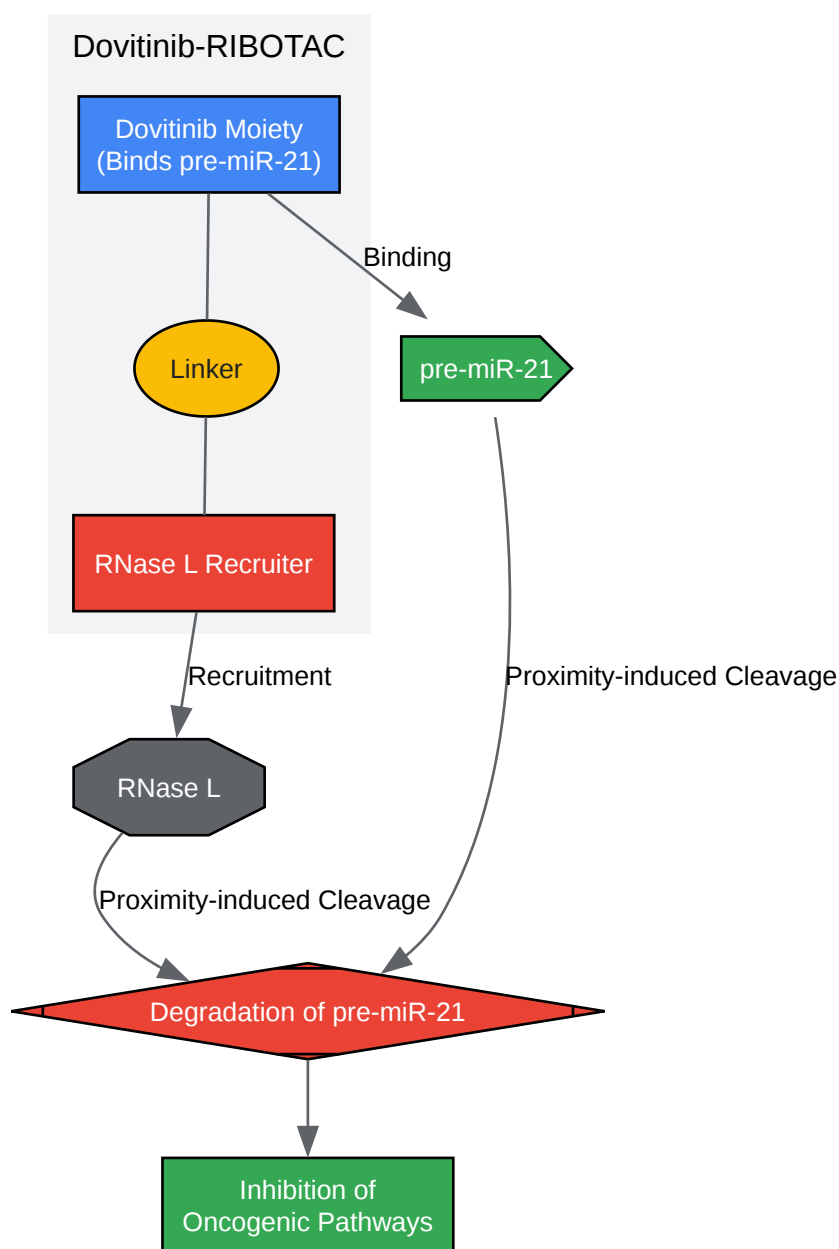 Dovitinib-RIBOTAC
Dovitinib Moiety
(Binds pre-miR-21)
Binding
Linker
pre-miR-21
RNase L Recruiter
Recruitment
Proximity-induced Cleavage
RNase L
Proximity-induced Cleavage
Degradation of pre-miR-21
Inhibition of
Oncogenic Pathways